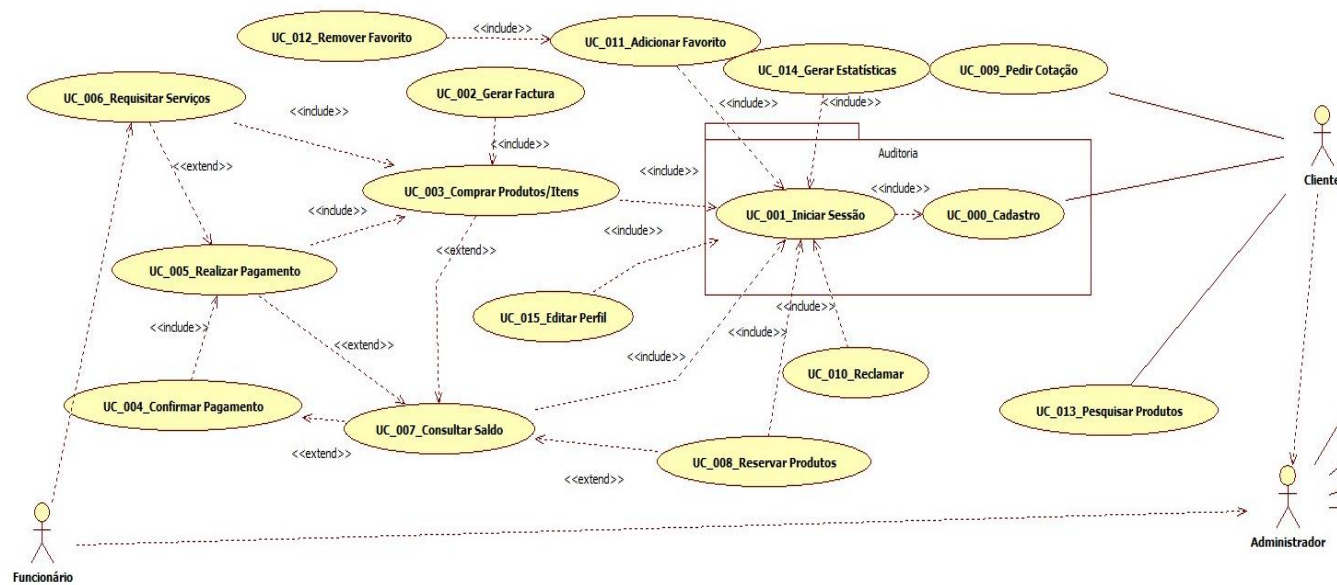 <<include>>
UC_012_Remover Favorito
UC_011_Adicionar Favorito
UC_014_Gerar Estatísticas
UC_009_Pedir Cotação
UC_006_Requisitar Serviços
UC_002_Gerar Factura
<<include>>
<<include>>
<<include>>
<<include>>
Auditoria
<<extend>>
Cliente
UC_003_Comprar Produtos/Itens
<<include>>
<<include>>
<<include>>
UC_001_Iniciar Sessão
UC_000_Cadastro
<<include>>
<<extend>>
UC_005_Realizar Pagamento
<<include>>
UC_015_Editar Perfil
<<include>>
<<include>>
<<extend>>
<<include>>
UC_010_Reclamar
UC_004_Confirmar Pagamento
UC_013_Pesquisar Produtos
UC_007_Consultar Saldo
<<extend>>
UC_008_Reservar Produtos
<<extend>>
Administrador
Funcionário